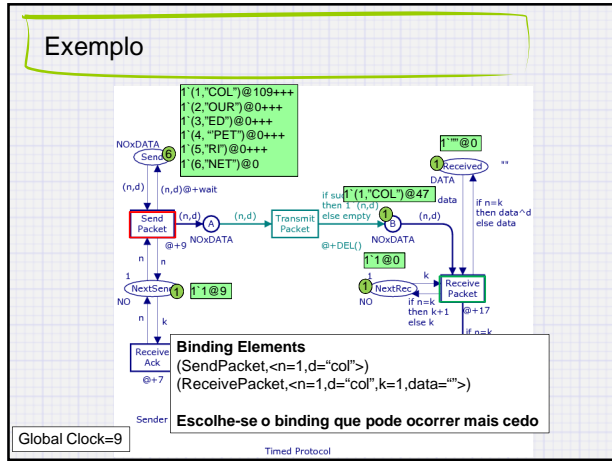 Exemplo
1`(1,"COL")@109+++
1`(2,"OUR")@0+++
1`(3,"ED")@0+++
1`(4, "'PET")@0+++
1`(5,"RI")@0+++
1`(6,"NET")@0
NOxDATA
Send
6
1`""@0
1
Received
""
DATA
(n,d)
(n,d)@+wait
if suc
then 1`(n,d)
else empty
1`(1,"COL")@47
data
if n=k
then data^d
else data
Send
Packet
(n,d)
A
(n,d)
Transmit
Packet
1
B
(n,d)
@+9
NOxDATA
@+DEL()
NOxDATA
n
n
1`1@0
1
NextSend
1
1`1@9
NO
1
1
NextRec
NO
k
if n=k
then k+1
else k
Receive
Packet
@+17
n
k
if n=k
Receive
Ack
@+7
Binding Elements
(SendPacket,<n=1,d=“col”>)
(ReceivePacket,<n=1,d=“col”,k=1,data=“”>)
Escolhe-se o binding que pode ocorrer mais cedo
Sender
Global Clock=9
Timed Protocol